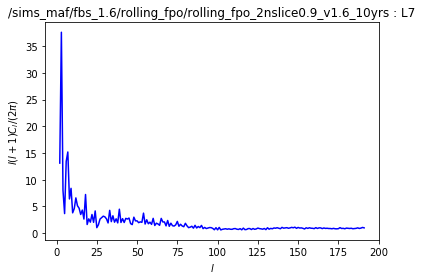 /sims_maf/fbs_1.6/rolling_fpo/rolling_fpo_2nslice0.9_v1.6_10yrs : L7
l(l + 1)Cₗ/(2π)
35
30
25
20
15
10
5
0
0 25 50 75 100 125 150 175 200
l